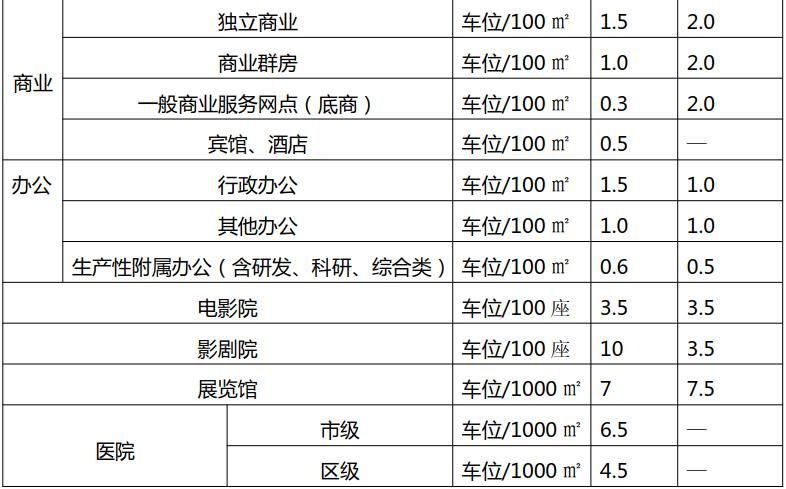 商业 独立商业 车位/100 ㎡ 1.5 2.0
商业群房 车位/100 ㎡ 1.0 2.0
一般商业服务网点（底商） 车位/100 ㎡ 0.3 2.0
宾馆、酒店 车位/100 ㎡ 0.5 —
办公 行政办公 车位/100 ㎡ 1.5 1.0
其他办公 车位/100 ㎡ 1.0 1.0
生产性附属办公（含研发、科研、综合类） 车位/100 ㎡ 0.6 0.5
电影院 车位/100 座 3.5 3.5
影剧院 车位/100 座 10 3.5
展览馆 车位/1000 ㎡ 7 7.5
医院 市级 车位/1000 ㎡ 6.5 —
区级 车位/1000 ㎡ 4.5 —